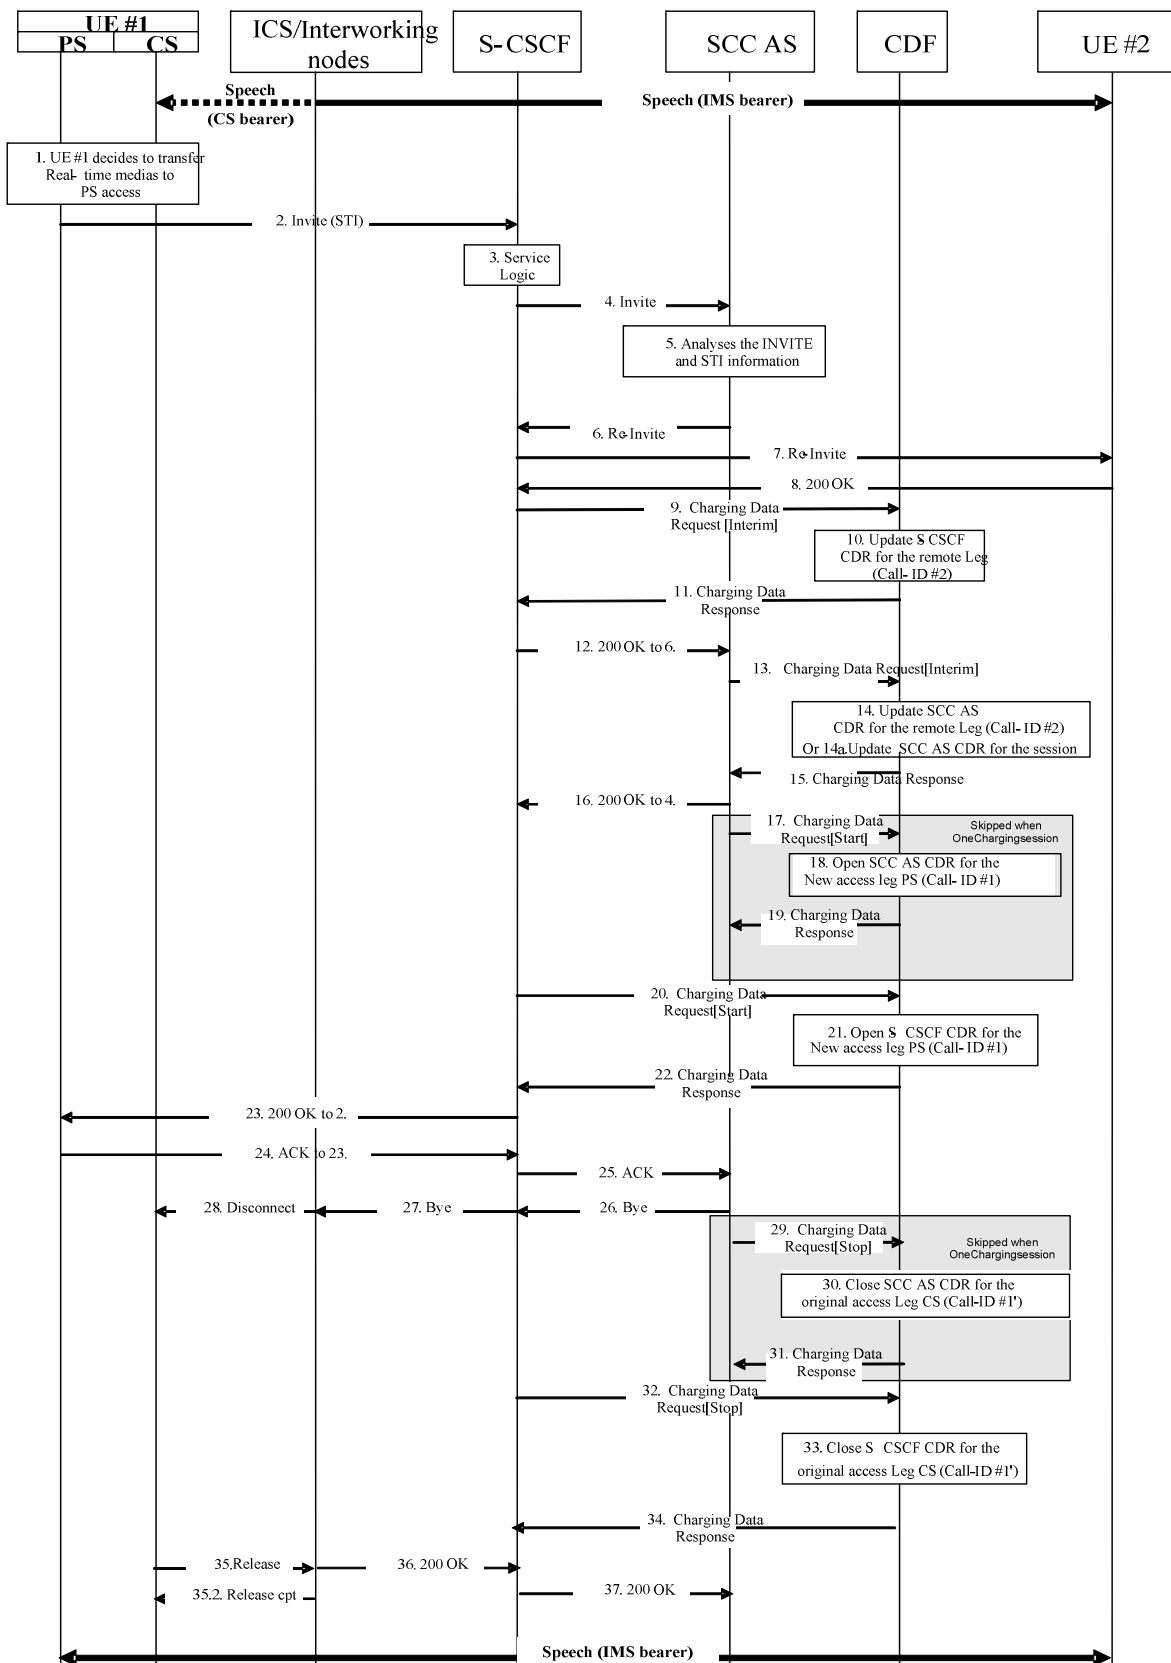 UE #1
PS
CS
ICS/Interworking
nodes
S-CSCF
SCC AS
CDF
UE #2
Speech
(CS bearer)
Speech (IMS bearer)
1. UE #1 decides to transfer
Real- time medias to
PS access
2. Invite (STI)
3. Service
Logic
4. Invite
5. Analyses the INVITE
and STI information
6. Re-Invite
7. Re-Invite
8. 200 OK
9. Charging Data
Request [Interim]
10. Update S CSCF
CDR for the remote Leg
(Call- ID #2)
11. Charging Data
Response
12. 200 OK to 6.
13. Charging Data Request[Interim]
14. Update SCC AS
CDR for the remote Leg (Call- ID #2)
Or 14a.Update SCC AS CDR for the session
15. Charging Data Response
16. 200 OK to 4.
17. Charging Data
Request[Start]
Skipped when
OneChargingsession
18. Open SCC AS CDR for the
New access leg PS (Call- ID #1)
19. Charging Data
Response
20. Charging Data
Request[Start]
21. Open S CSCF CDR for the
New access leg PS (Call- ID #1)
22. Charging Data
Response
23. 200 OK to 2.
24. ACK to 23.
25. ACK
28. Disconnect
27. Bye
26. Bye
29. Charging Data
Request[Stop]
Skipped when
OneChargingsession
30. Close SCC AS CDR for the
original access Leg CS (Call-ID #1')
31. Charging Data
Response
32. Charging Data
Request[Stop]
33. Close S CSCF CDR for the
original access Leg CS (Call-ID #1')
34. Charging Data
Response
35.Release
36. 200 OK
35.2. Release cpt
37. 200 OK
Speech (IMS bearer)